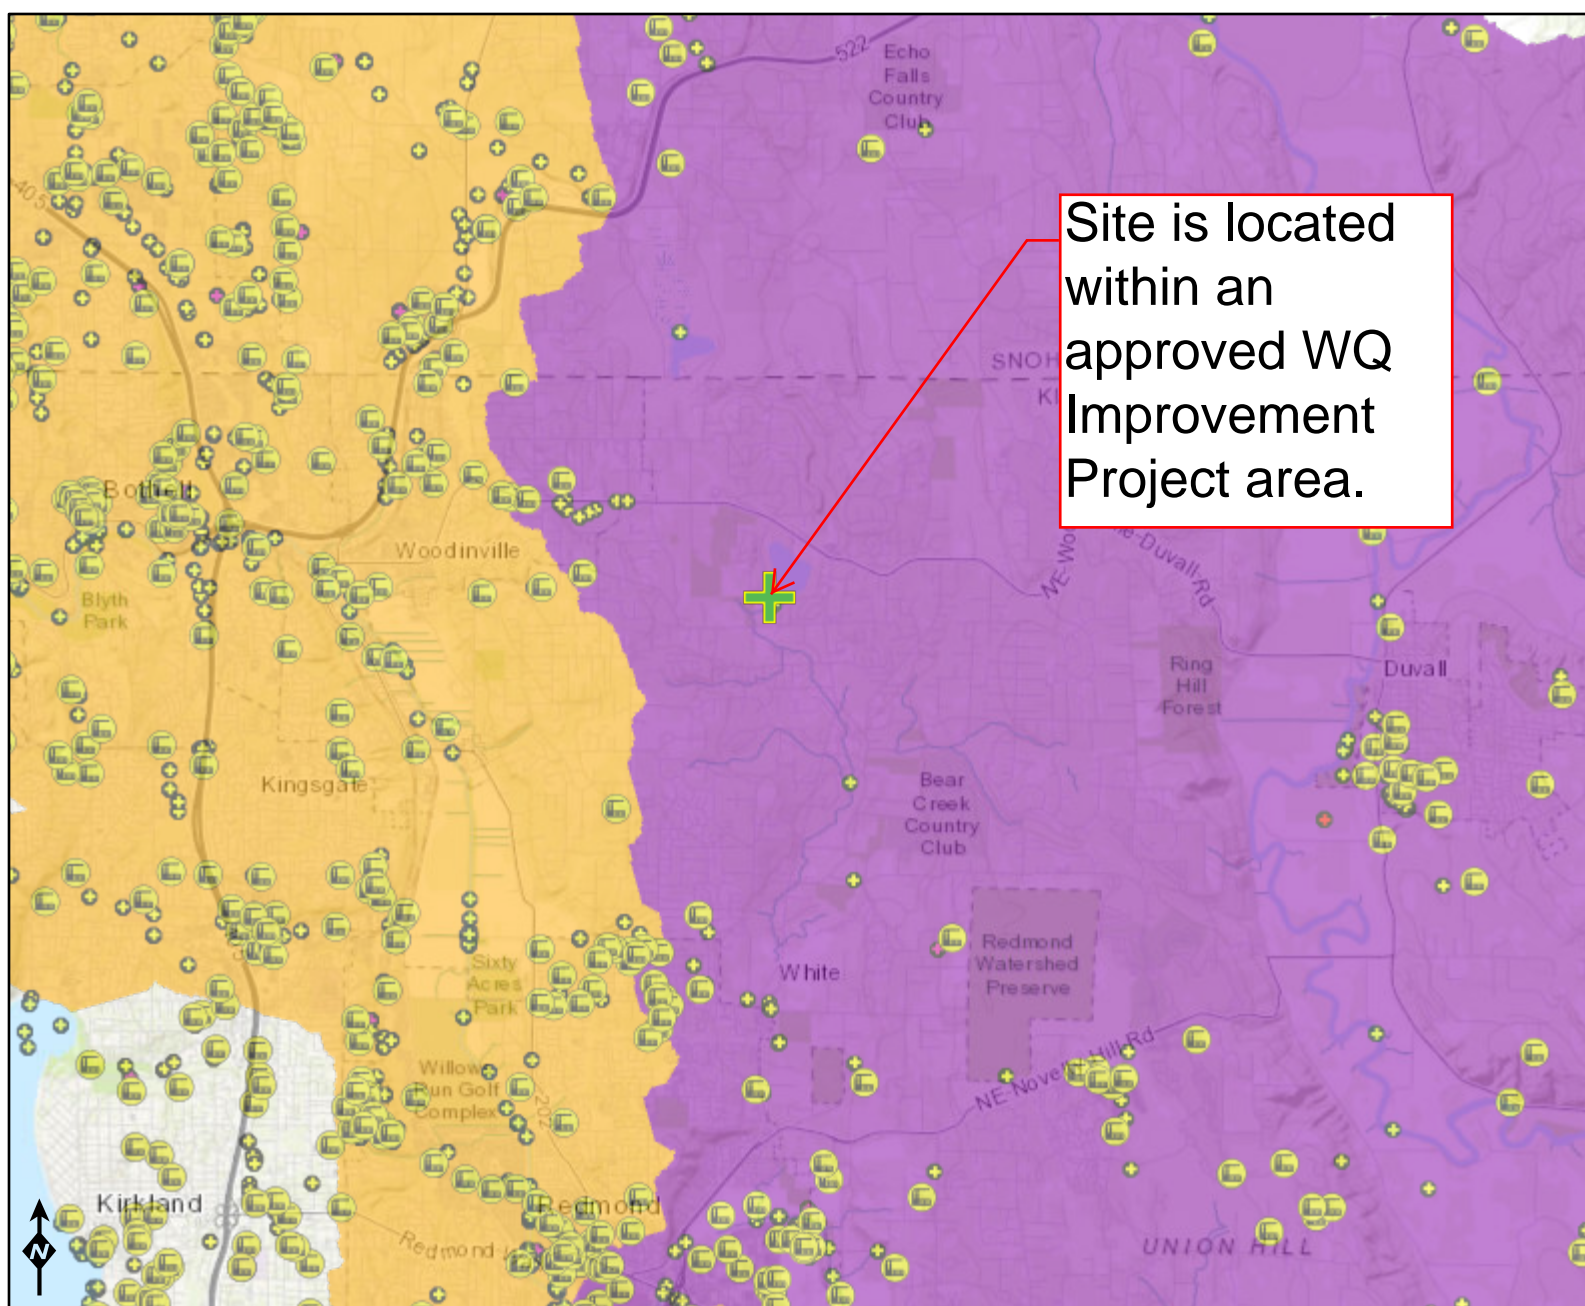 522
Echo
Falls
Country
Club
405
Site is located
within an
approved WQ
Improvement
Project area.
SNOH
KI
Bothell
Woodinville
NE-Wo
ne-Duvall-Rd
Blyth
Park
Ring
Hill
Forest
Duvall
Kingsgate
Bear
Creek
Country
Club
Sixty
Acres
Park
White
Redmond
Watershed
Preserve
Willows
Run Golf
Complex
202
NE-Novelty-Hill-Rd
Kirkland
Redmond
Redmond
UNION HILL
N